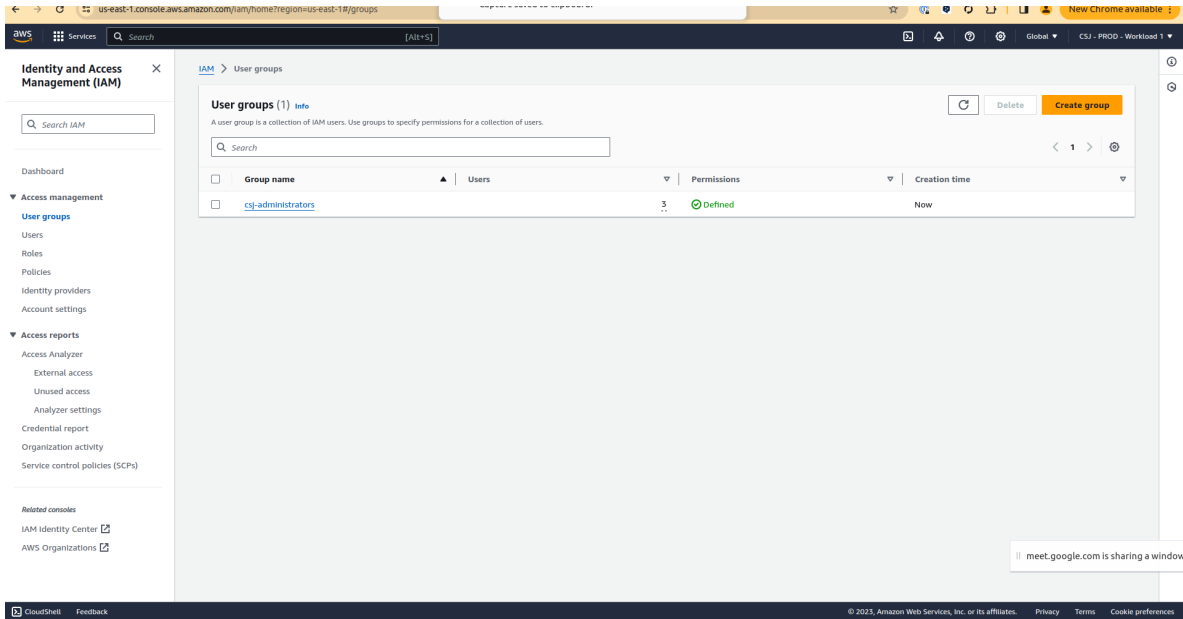 us-east-1.console.aws.amazon.com/iam/home?region=us-east-1#/groups
New Chrome available
aws
Services
Search
[Alt+S]
Global
CSJ - PROD - Workload 1
Identity and Access Management (IAM)
Search IAM
Dashboard
Access management
User groups
Users
Roles
Policies
Identity providers
Account settings
Access reports
Access Analyzer
External access
Unused access
Analyzer settings
Credential report
Organization activity
Service control policies (SCPs)
Related consoles
IAM Identity Center
AWS Organizations
IAM > User groups
User groups (1) Info
A user group is a collection of IAM users. Use groups to specify permissions for a collection of users.
Delete
Create group
Search
1
Group name Users Permissions Creation time
csj-administrators 3 Defined Now
meet.google.com is sharing a window
CloudShell Feedback
© 2023, Amazon Web Services, Inc. or its affiliates. Privacy Terms Cookie preferences